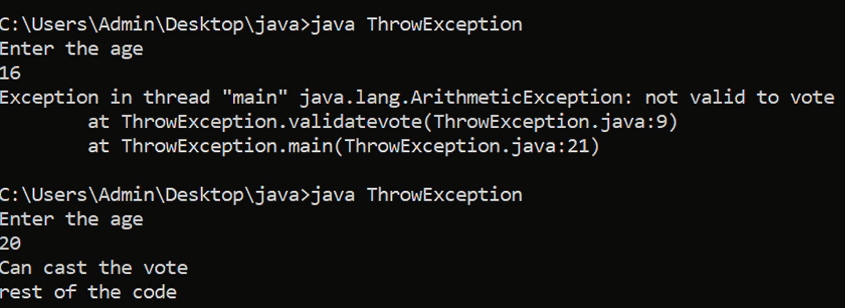 C:\Users\Admin\Desktop\java>java ThrowException
Enter the age
16
Exception in thread "main" java.lang.ArithmeticException: not valid to vote
        at ThrowException.validatevote(ThrowException.java:9)
        at ThrowException.main(ThrowException.java:21)
C:\Users\Admin\Desktop\java>java ThrowException
Enter the age
20
Can cast the vote
rest of the code